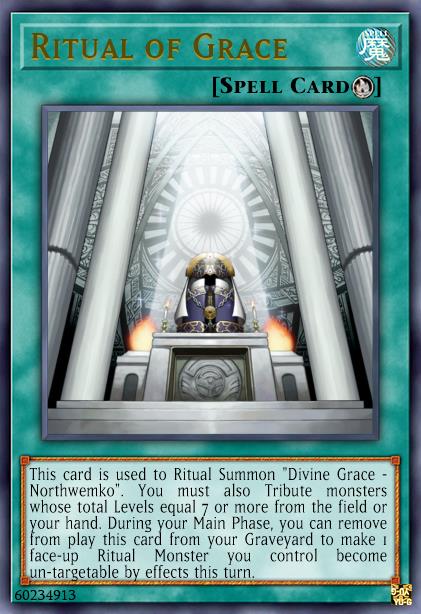 Ritual of Grace
SPELL
魔
[Spell Card]
This card is used to Ritual Summon "Divine Grace -
Northwemko". You must also Tribute monsters
whose total Levels equal 7 or more from the field or
your hand. During your Main Phase, you can remove
from play this card from your Graveyard to make 1
face-up Ritual Monster you control become
un-targetable by effects this turn.
60234913